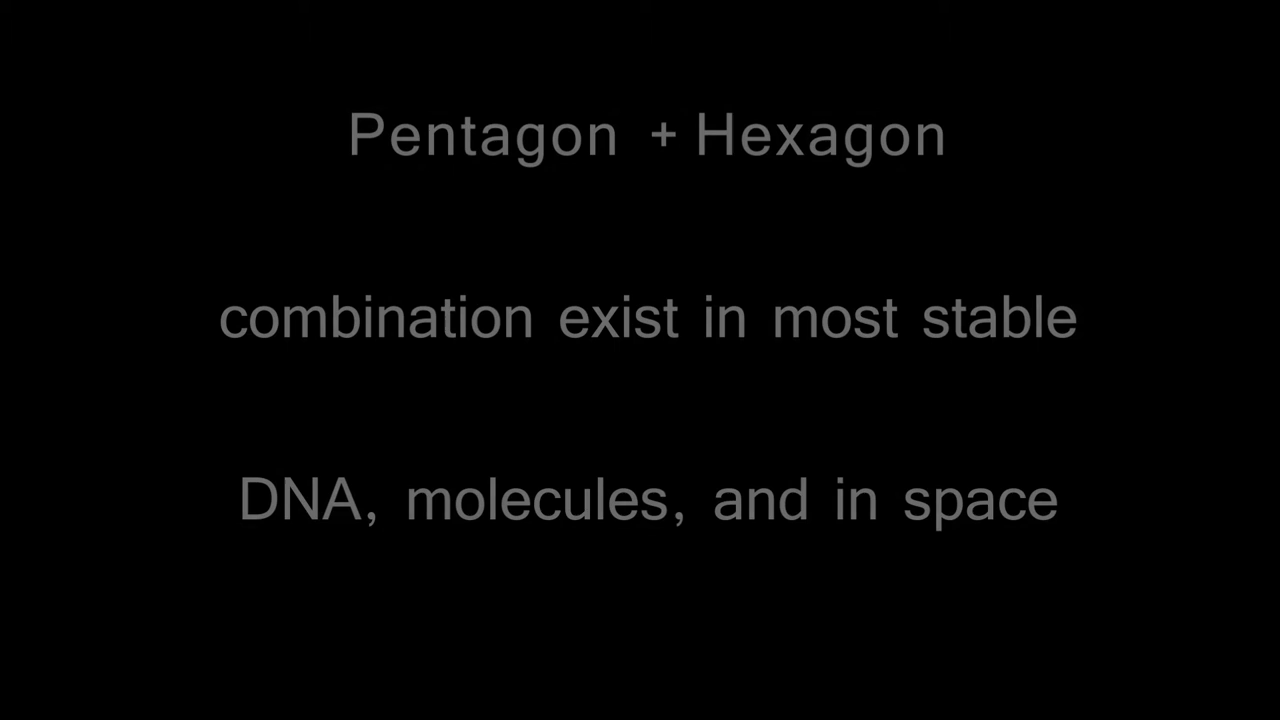 Pentagon + Hexagon
combination exist in most stable
DNA, molecules, and in space